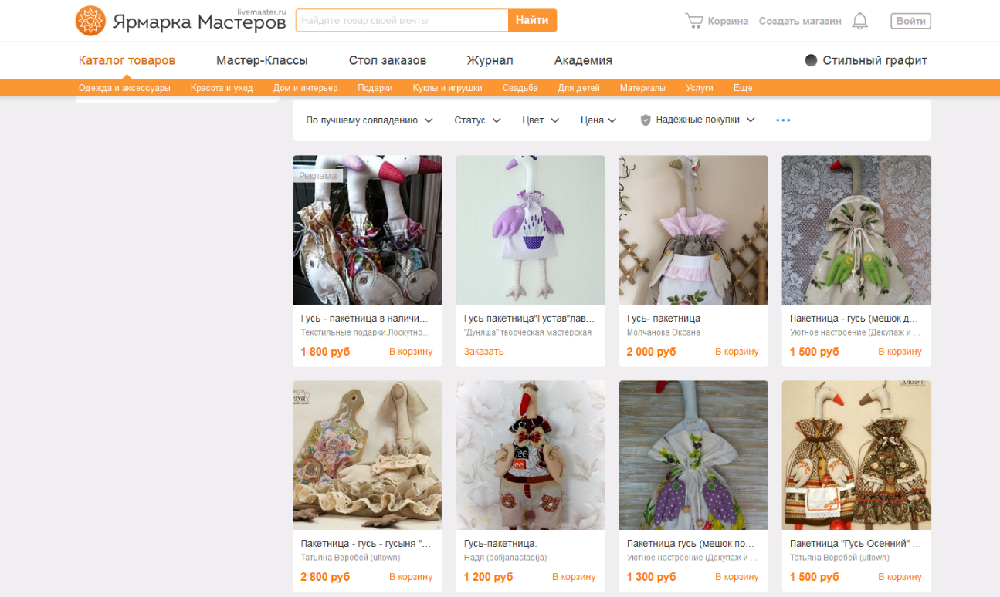 livemaster.ru
Ярмарка Мастеров
Найдите товар своей мечты
Найти
Корзина
Создать магазин
Войти
Каталог товаров
Мастер-Классы
Стол заказов
Журнал
Академия
Стильный графит
Одежда и аксессуары
Красота и уход
Дом и интерьер
Подарки
Куклы и игрушки
Свадьба
Для детей
Материалы
Услуги
Еще
По лучшему совпадению
Статус
Цвет
Цена
Надёжные покупки
Реклама
Гусь - пакетница в наличи...
Текстильные подарки.Лоскутно...
1 800 руб
В корзину
Гусь пакетница"Густав"лав...
"Дуняша" творческая мастерская
Заказать
Гусь- пакетница
Молчанова Оксана
2 000 руб
В корзину
Пакетница - гусь (мешок д...
Уютное настроение (Декупаж и ...
1 500 руб
В корзину
Пакетница - гусь - гусыня "...
Татьяна Воробей (ultown)
2 800 руб
В корзину
Гусь-пакетница.
Надя (sofijanastasija)
1 200 руб
В корзину
Пакетница гусь (мешок по...
Уютное настроение (Декупаж и ...
1 300 руб
В корзину
Пакетница "Гусь Осенний" ...
Татьяна Воробей (ultown)
1 500 руб
В корзину